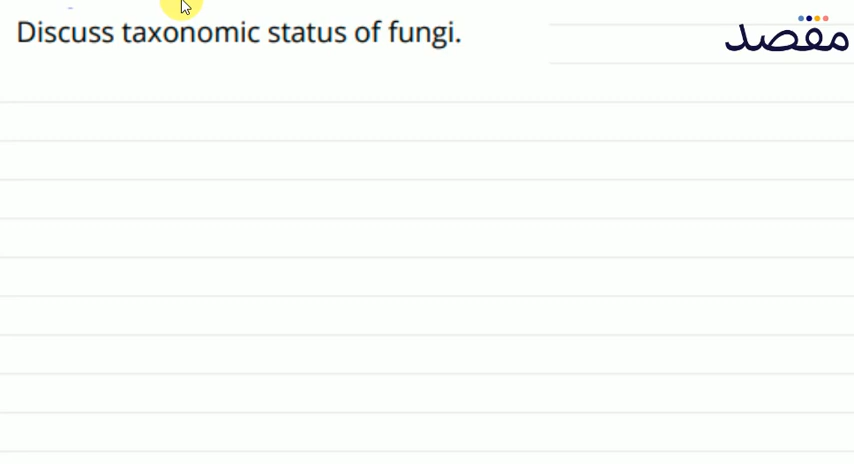 Discuss taxonomic status of fungi.
مقصد